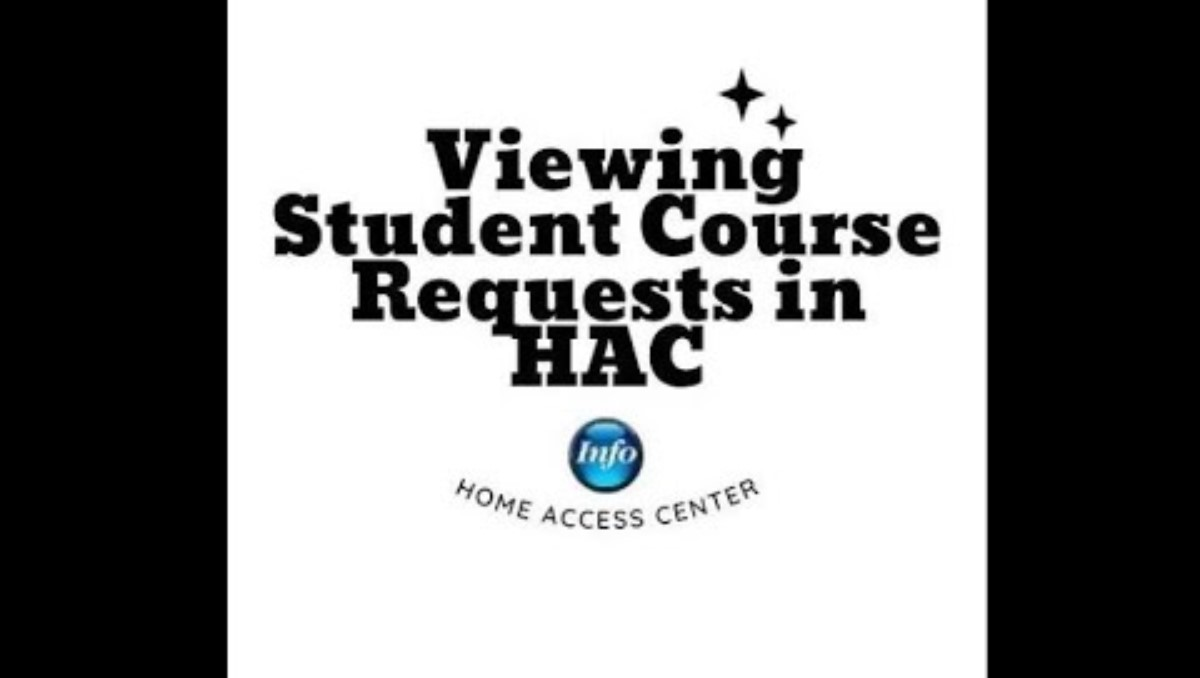 Viewing
Student Course
Requests in
HAC
Info
HOME ACCESS CENTER